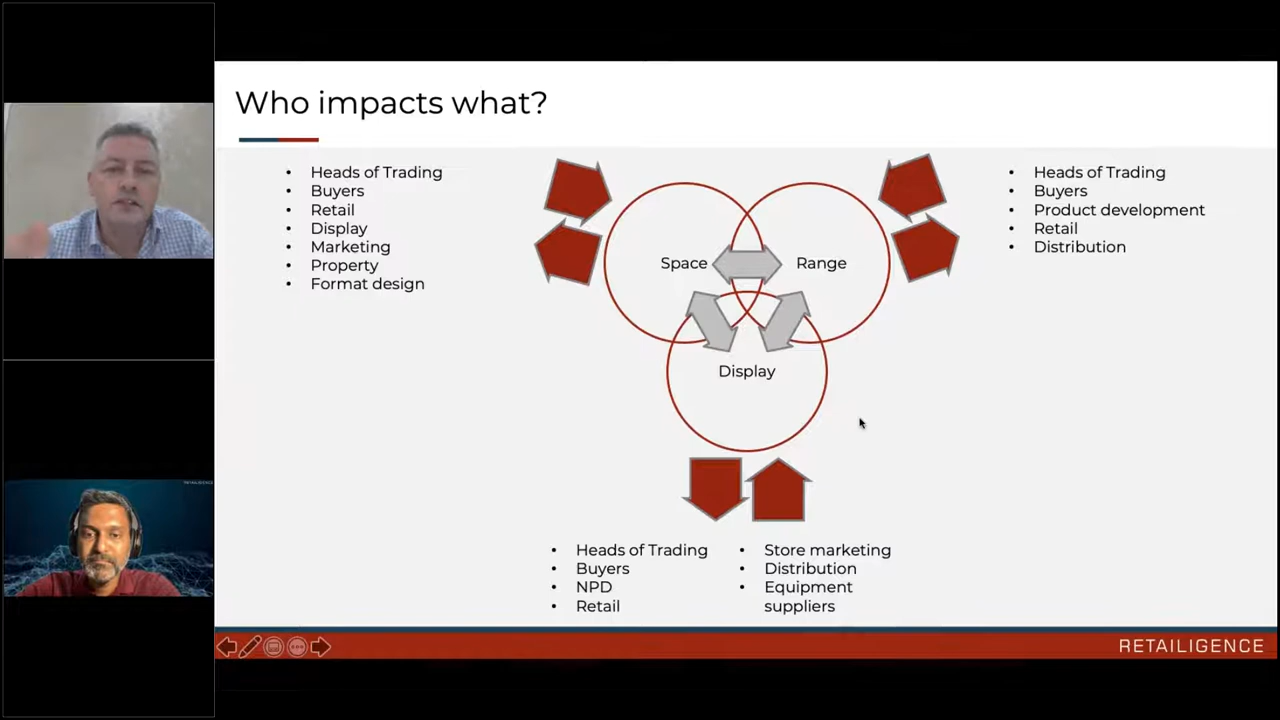 Who impacts what?
• Heads of Trading
• Buyers
• Retail
• Display
• Marketing
• Property
• Format design
Space
Range
Display
• Heads of Trading
• Buyers
• Product development
• Retail
• Distribution
• Heads of Trading
• Buyers
• NPD
• Retail
• Store marketing
• Distribution
• Equipment
suppliers
RETAILIGENCE
RETAILIGENCE